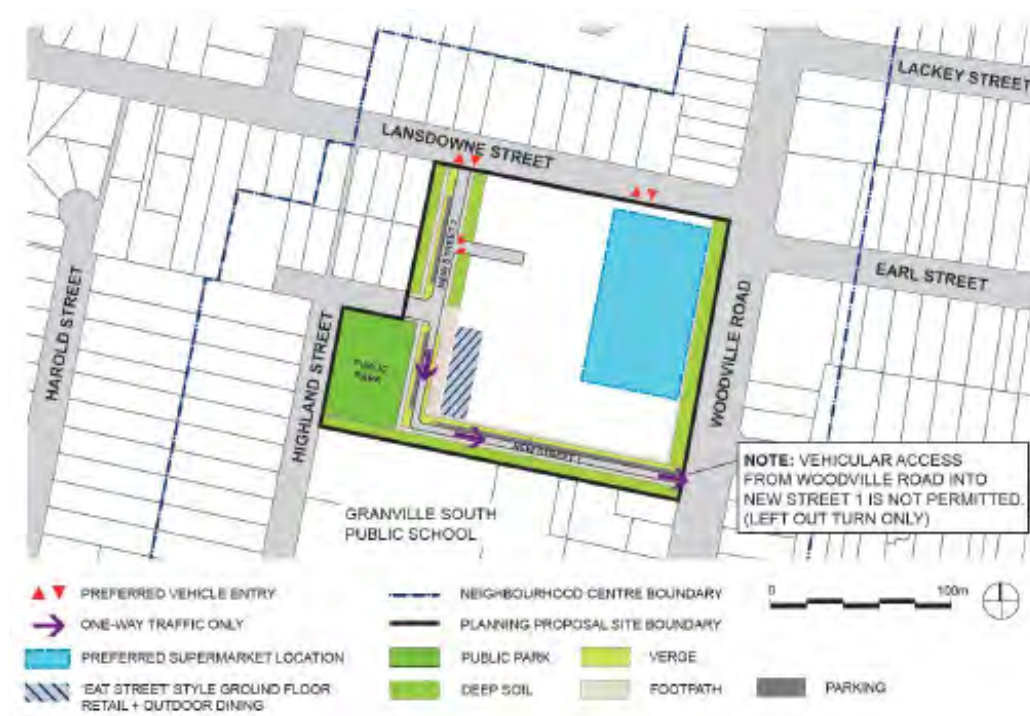 LACKEY STREET
LANSDOWNE STREET
NEW STREET 2
EARL STREET
HAROLD STREET
HIGHLAND STREET
PUBLIC
PARK
WOODVILLE ROAD
NEW STREET 1
NOTE: VEHICULAR ACCESS
FROM WOODVILLE ROAD INTO
NEW STREET 1 IS NOT PERMITTED.
(LEFT OUT TURN ONLY)
GRANVILLE SOUTH
PUBLIC SCHOOL
PREFERRED VEHICLE ENTRY
NEIGHBOURHOOD CENTRE BOUNDARY
0 100m
ONE-WAY TRAFFIC ONLY
PLANNING PROPOSAL SITE BOUNDARY
PREFERRED SUPERMARKET LOCATION
PUBLIC PARK
VERGE
'EAT STREET' STYLE GROUND FLOOR
RETAIL + OUTDOOR DINING
DEEP SOIL
FOOTPATH
PARKING